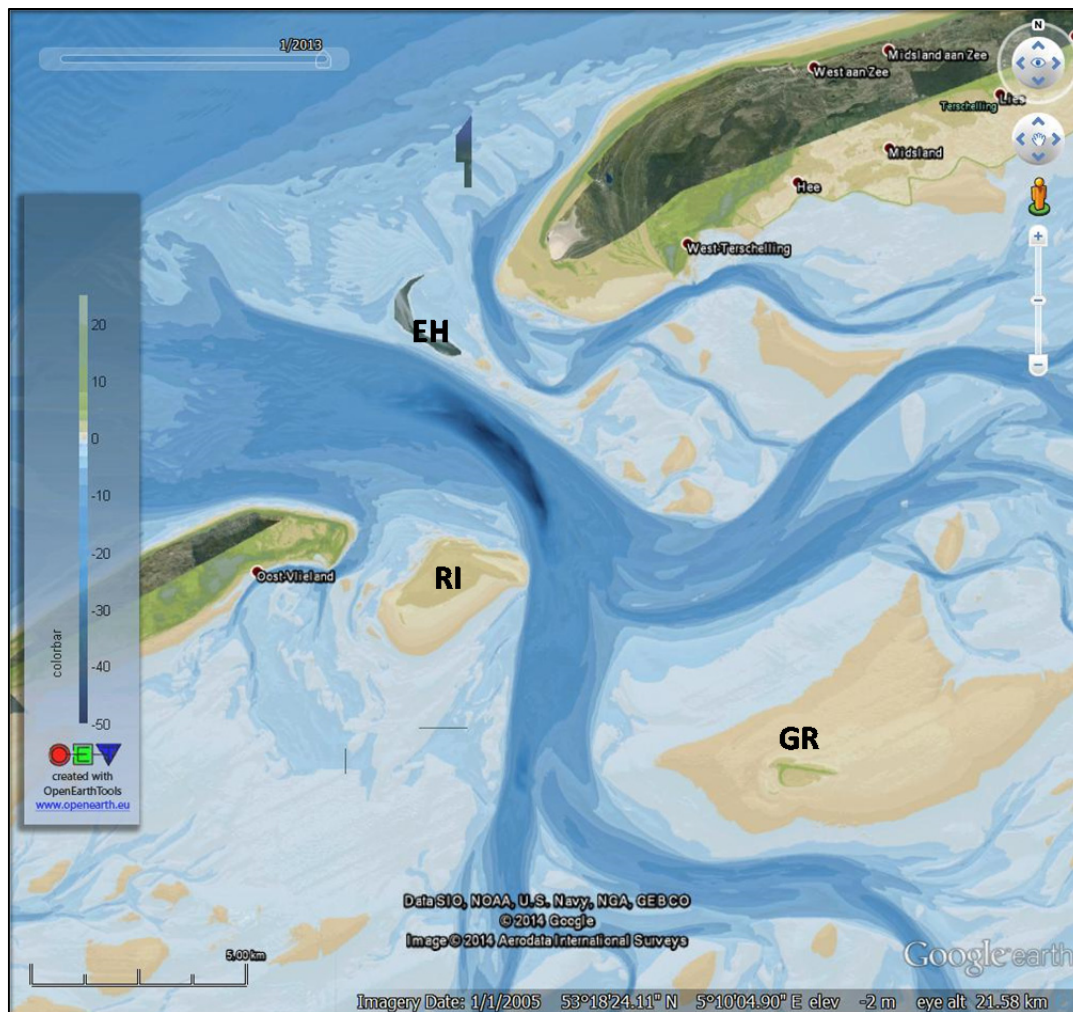 1/2013
N
Midsland aan Zee
West aan Zee
Lies
Terschelling
Midsland
Hee
West-Terschelling
EH
20
10
0
-10
-20
-30
-40
-50
colorbar
Oost-Vlieland
RI
GR
created with
OpenEarthTools
www.openearth.eu
Data SIO, NOAA, U.S. Navy, NGA, GEBCO
© 2014 Google
Image © 2014 Aerodata International Surveys
5.00 km
Google earth
Imagery Date: 1/1/2005 53°18'24.11" N 5°10'04.90" E elev -2 m eye alt 21.58 km